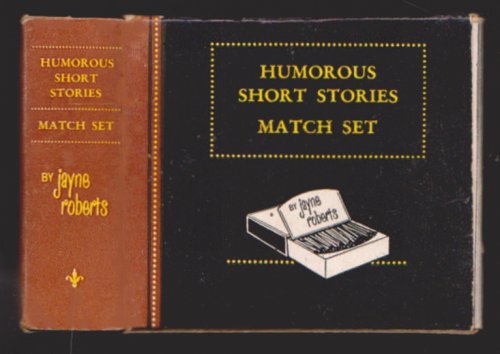 HUMOROUS
SHORT
STORIES
MATCH SET
BY jayne
roberts
HUMOROUS
SHORT STORIES
MATCH SET
BY jayne
roberts